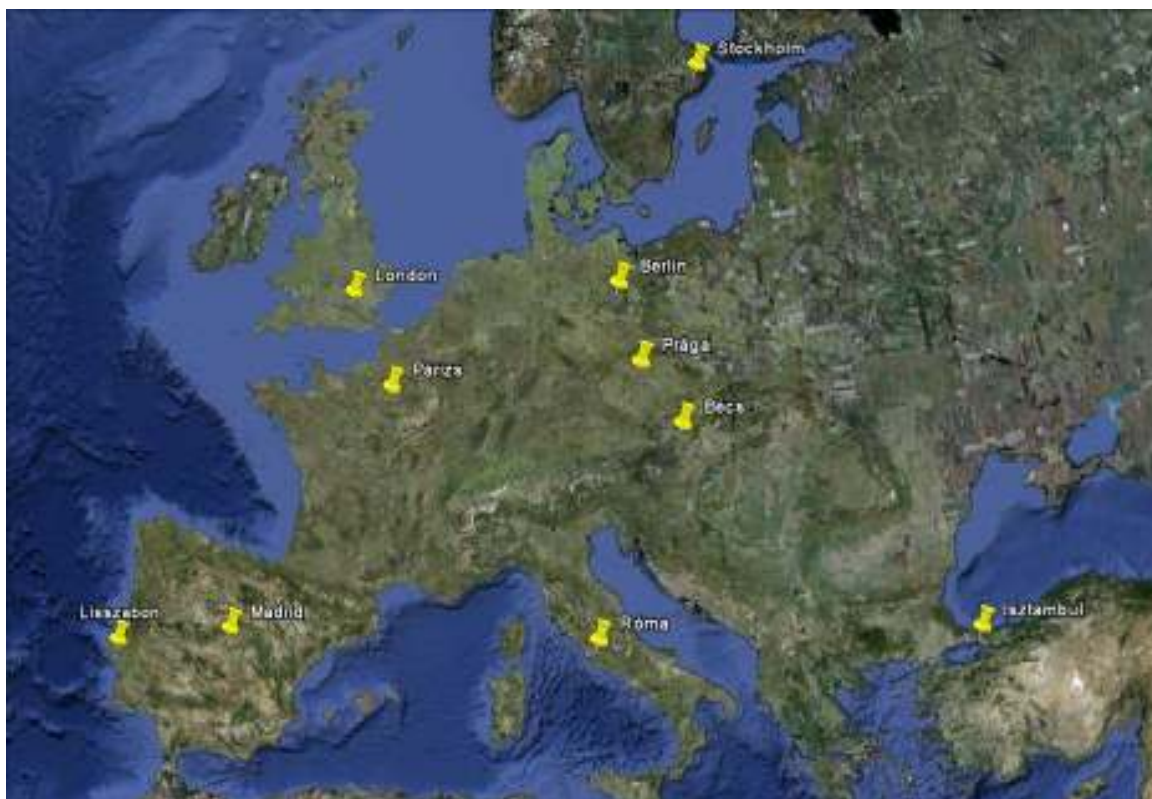 Stockholm
London
Berlin
Prága
Párizs
Bécs
Lisszabon
Madrid
Róma
Isztambul